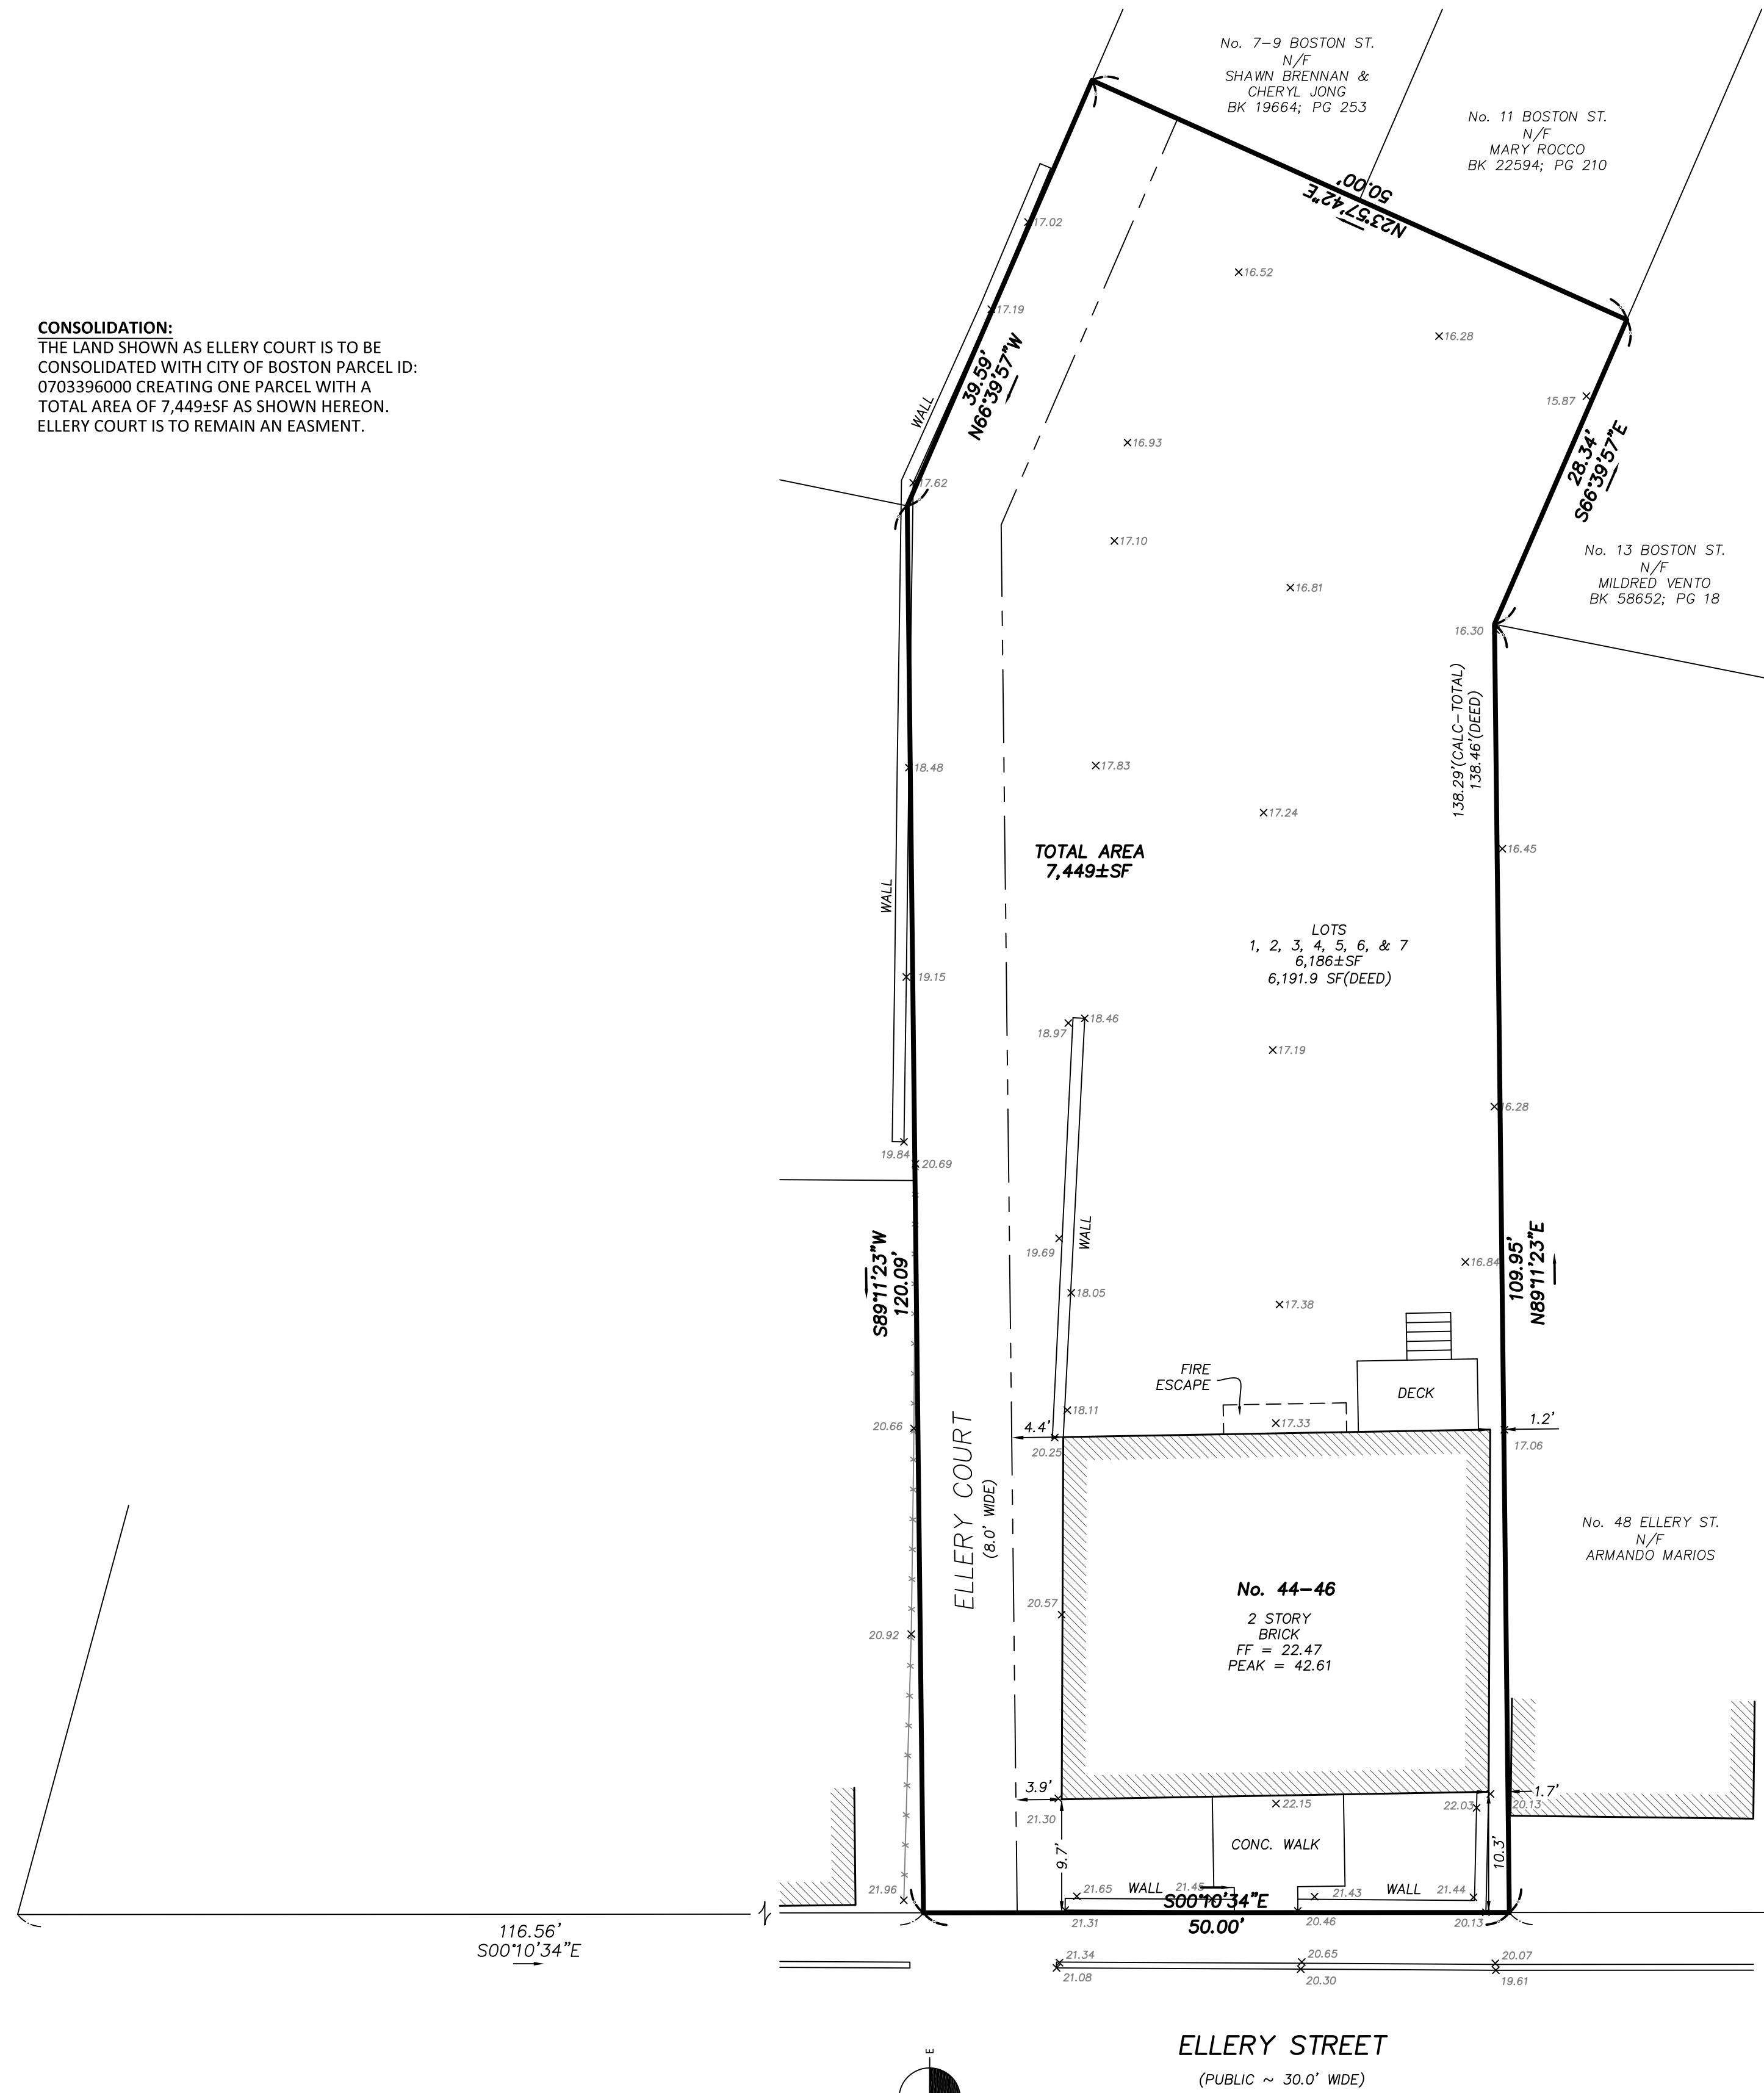 No. 7-9 BOSTON ST.
N/F
SHAWN BRENNAN &
CHERYL JONG
BK 19664; PG 253
No. 11 BOSTON ST.
N/F
MARY ROCCO
BK 22594; PG 210
50.00'
N23°57'42"E
17.02
16.52
16.28
17.19
CONSOLIDATION:
THE LAND SHOWN AS ELLERY COURT IS TO BE
CONSOLIDATED WITH CITY OF BOSTON PARCEL ID:
0703396000 CREATING ONE PARCEL WITH A
TOTAL AREA OF 7,449±SF AS SHOWN HEREON.
ELLERY COURT IS TO REMAIN AN EASMENT.
39.59'
N66°39'57"W
15.87
WALL
16.93
28.34'
S66°39'57"E
17.62
17.10
No. 13 BOSTON ST.
N/F
MILDRED VENTO
BK 58652; PG 18
16.81
16.30
138.29'(CALC-TOTAL)
138.46'(DEED)
18.48
17.83
17.24
16.45
TOTAL AREA
7,449±SF
WALL
LOTS
1, 2, 3, 4, 5, 6, & 7
6,186±SF
6,191.9 SF(DEED)
19.15
18.46
18.97
17.19
16.28
19.84
20.69
WALL
19.69
S89°11'23"W
120.09'
109.95'
N89°11'23"E
16.84
18.05
17.38
FIRE
ESCAPE
DECK
18.11
17.33
20.66
4.4'
20.25
1.2'
17.06
ELLERY COURT
(8.0' WIDE)
No. 48 ELLERY ST.
N/F
ARMANDO MARIOS
No. 44-46
2 STORY
BRICK
FF = 22.47
PEAK = 42.61
20.57
20.92
3.9'
21.30
22.15
22.03
1.7'
20.13
CONC. WALK
9.7'
10.3'
21.96
21.65
WALL
21.45
21.43
WALL
21.44
S00°10'34"E
50.00'
21.31
20.46
20.13
116.56'
S00°10'34"E
21.34
21.08
20.65
20.30
20.07
19.61
ELLERY STREET
(PUBLIC ~ 30.0' WIDE)
E